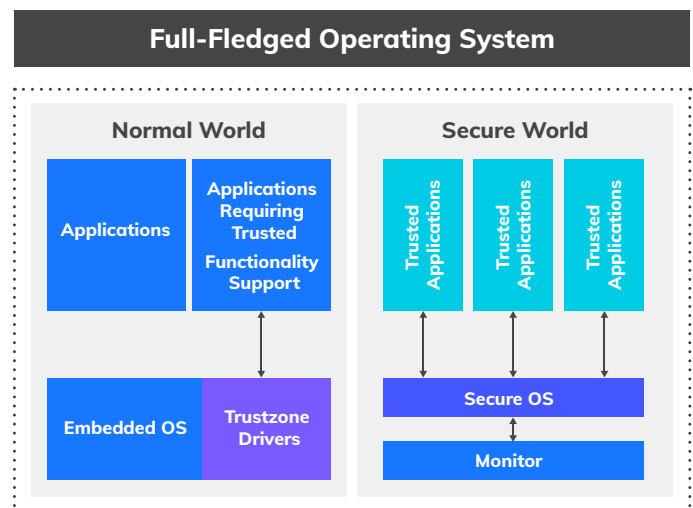 Full-Fledged Operating System
Normal World
Applications
Applications
Requiring
Trusted
Functionality
Support
Embedded OS
Trustzone
Drivers
Secure World
Trusted
Applications
Trusted
Applications
Trusted
Applications
Secure OS
Monitor